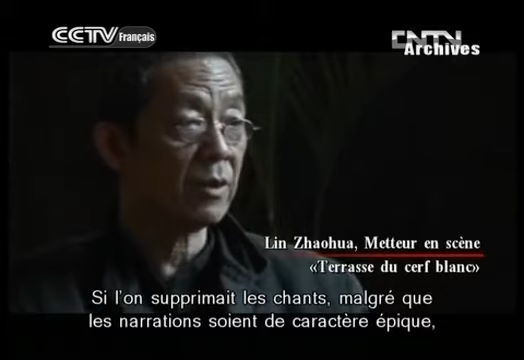 CCTV Français
CNTV
Archives
Lin Zhaohua, Metteur en scène
«Terrasse du cerf blanc»
Si l'on supprimait les chants, malgré que
les narrations soient de caractère épique,